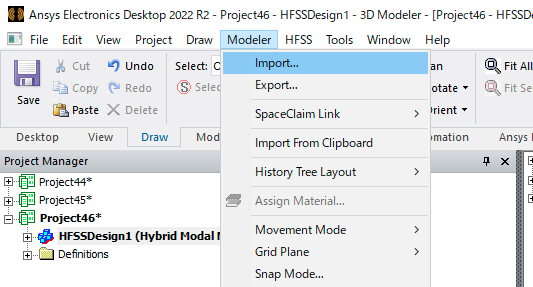 Ansys Electronics Desktop 2022 R2 - Project46 - HFSSDesign1 - 3D Modeler - [Project46 - HFSSDe
File Edit View Project Draw Modeler HFSS Tools Window Help
Save
Cut Undo
Copy Redo
Paste Delete
Select:
Selec
Import...
Export...
SpaceClaim Link
Import From Clipboard
History Tree Layout
Assign Material...
Movement Mode
Grid Plane
Snap Mode...
an
otate
Orient
Fit All
Fit Sele
Desktop View Draw Mod omation Ansys
Project Manager
Project44*
Project45*
Project46*
HFSSDesign1 (Hybrid Modal N
Definitions